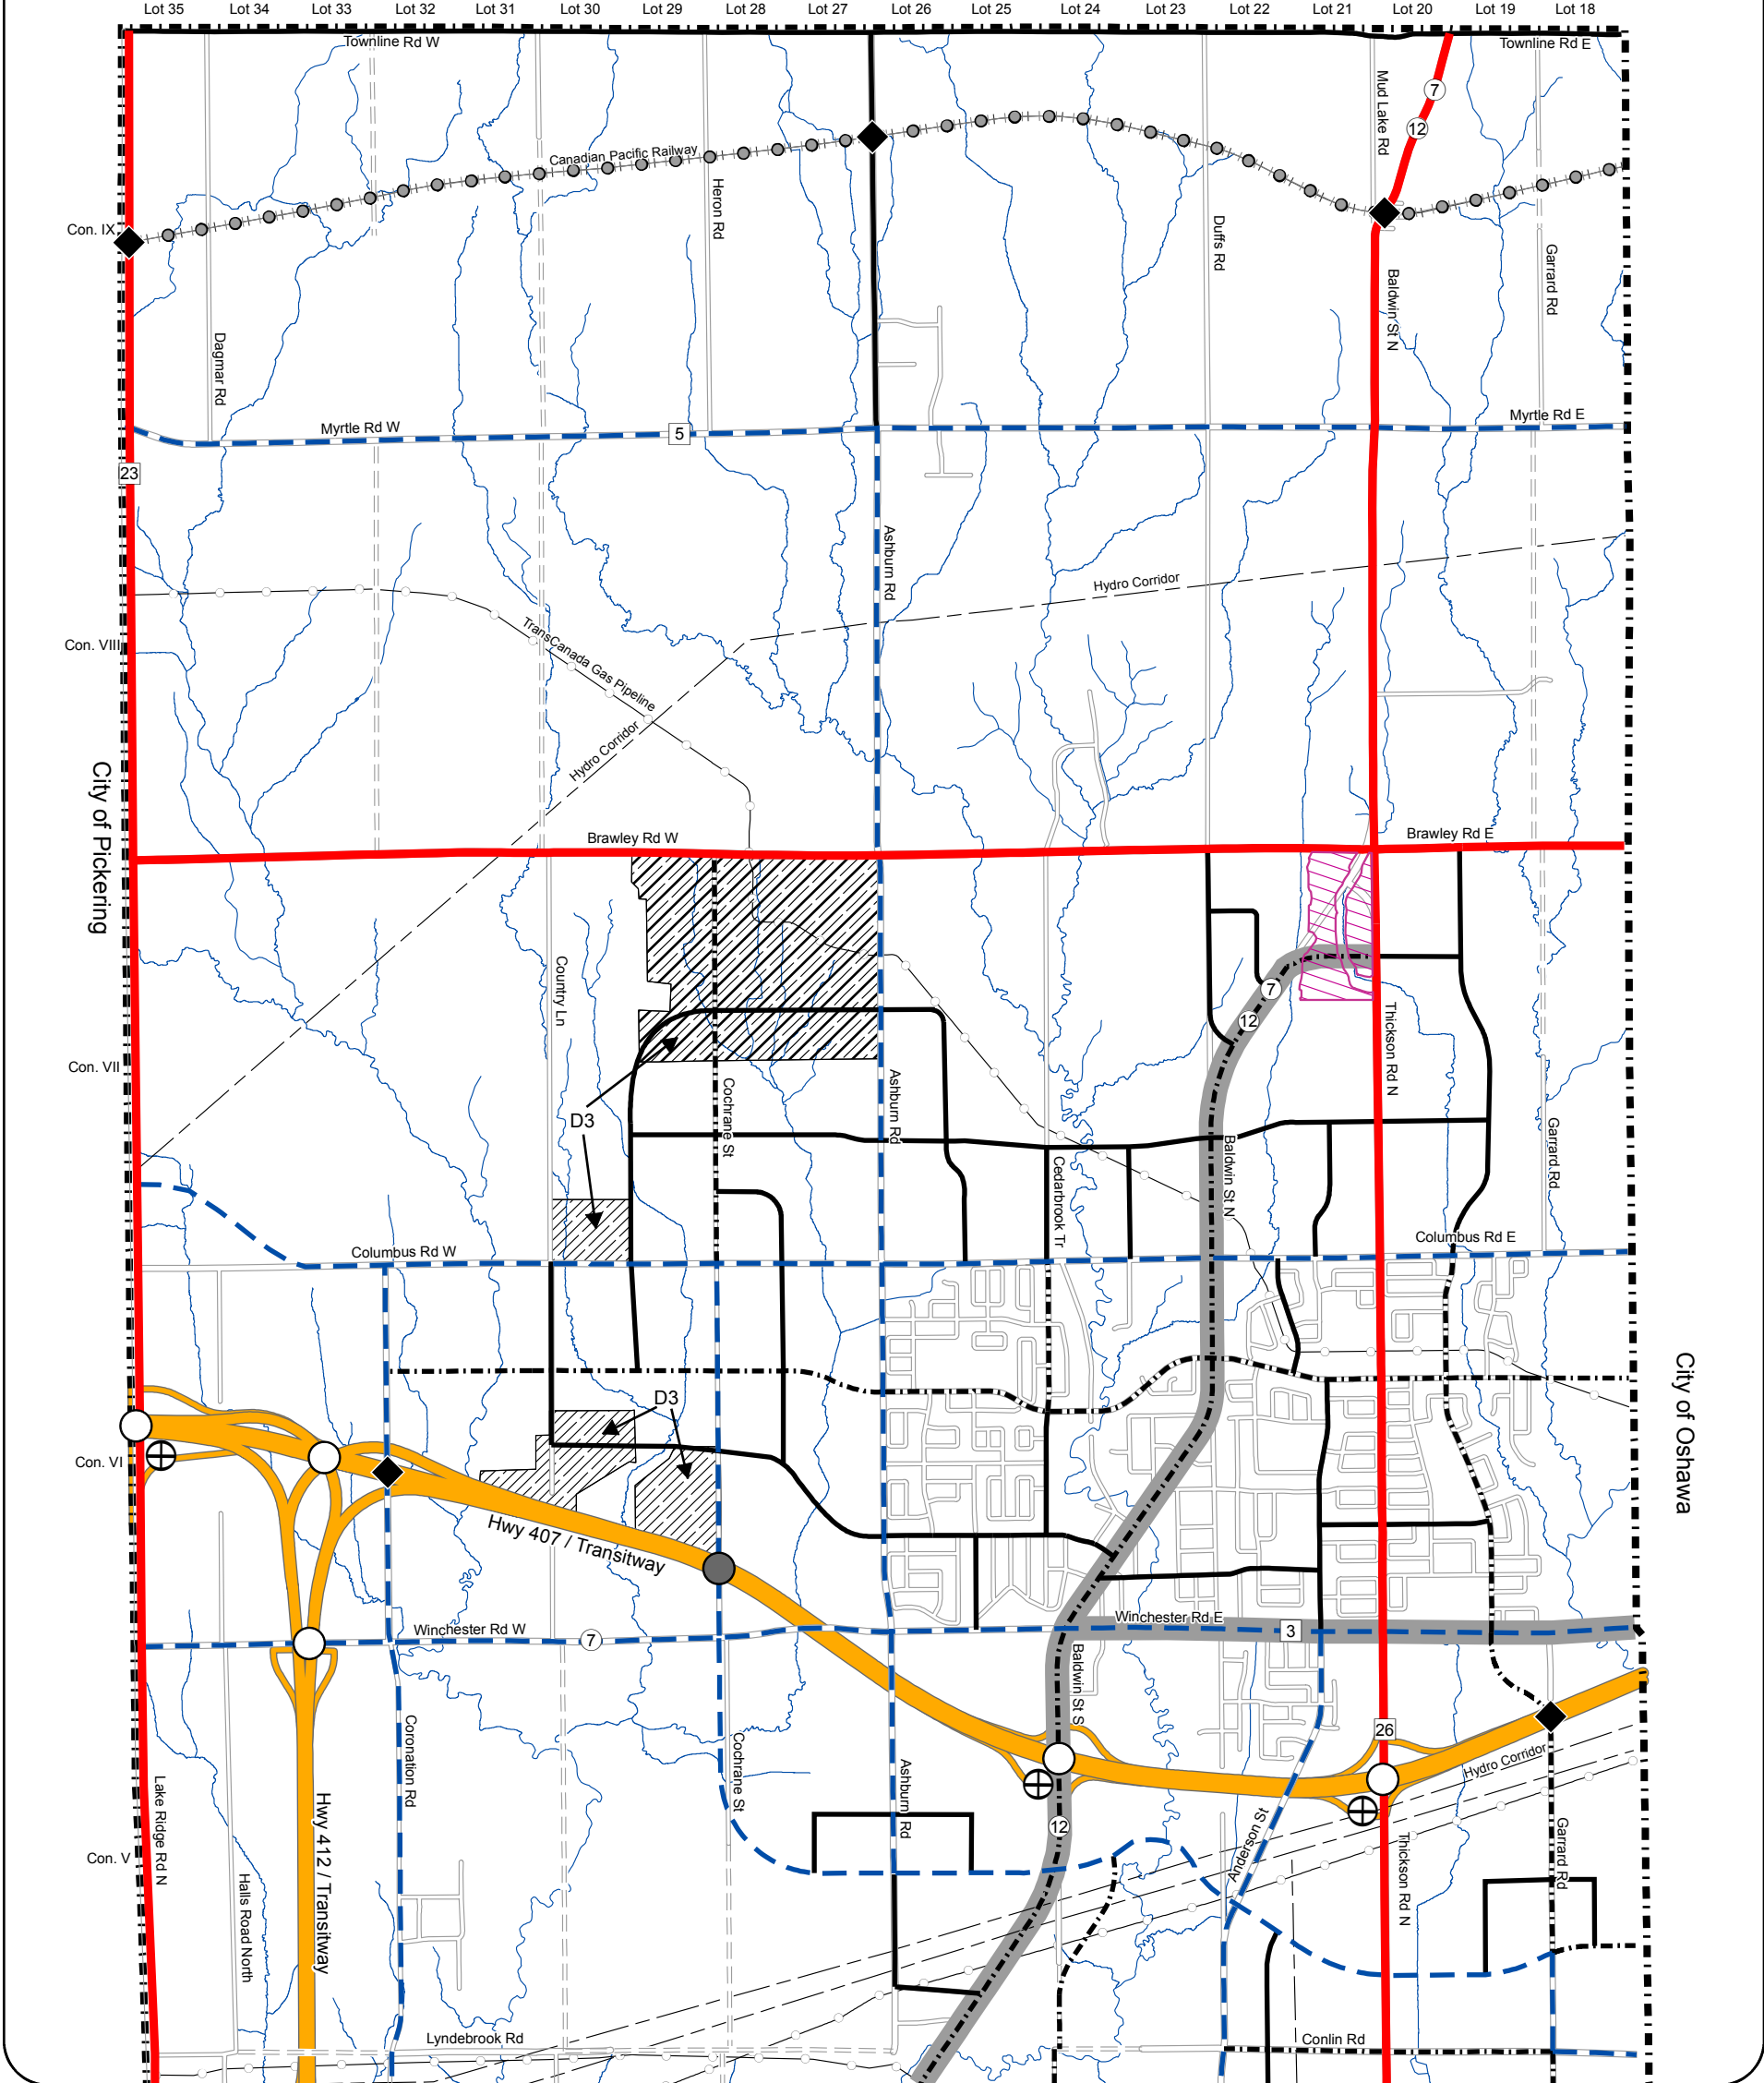 Lot 35 Lot 34 Lot 33 Lot 32 Lot 31 Lot 30 Lot 29 Lot 28 Lot 27 Lot 26 Lot 25 Lot 24 Lot 23 Lot 22 Lot 21 Lot 20 Lot 19 Lot 18
Townline Rd W
Townline Rd E
7
Mud Lake Rd
12
Canadian Pacific Railway
Heron Rd
Con. IX
Duffs Rd
Garrard Rd
Baldwin St N
Dagmar Rd
Myrtle Rd W
5
Myrtle Rd E
23
Ashburn Rd
Hydro Corridor
Con. VIII
TransCanada Gas Pipeline
Hydro Corridor
City of Pickering
Brawley Rd W
Brawley Rd E
Country Ln
7
12
Thickson Rd N
Con. VII
D3
Cochrane St
Ashburn Rd
Cedarbrook Tr
Baldwin St N
Garrard Rd
Columbus Rd W
Columbus Rd E
City of Oshawa
D3
Con. VI
Hwy 407 / Transitway
Winchester Rd W
7
Winchester Rd E
3
Baldwin St S
Coronation Rd
26
Cochrane St
Ashburn Rd
Hydro Corridor
Lake Ridge Rd N
Hwy 412 / Transitway
12
Anderson St
Con. V
Halls Road North
Thickson Rd N
Garrard Rd
Lyndebrook Rd
Conlin Rd